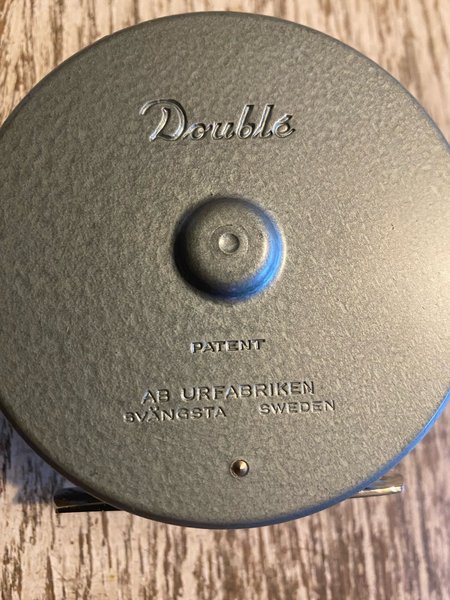 Doublé
PATENT
AB URFABRIKEN
SVÄNGSTA SWEDEN